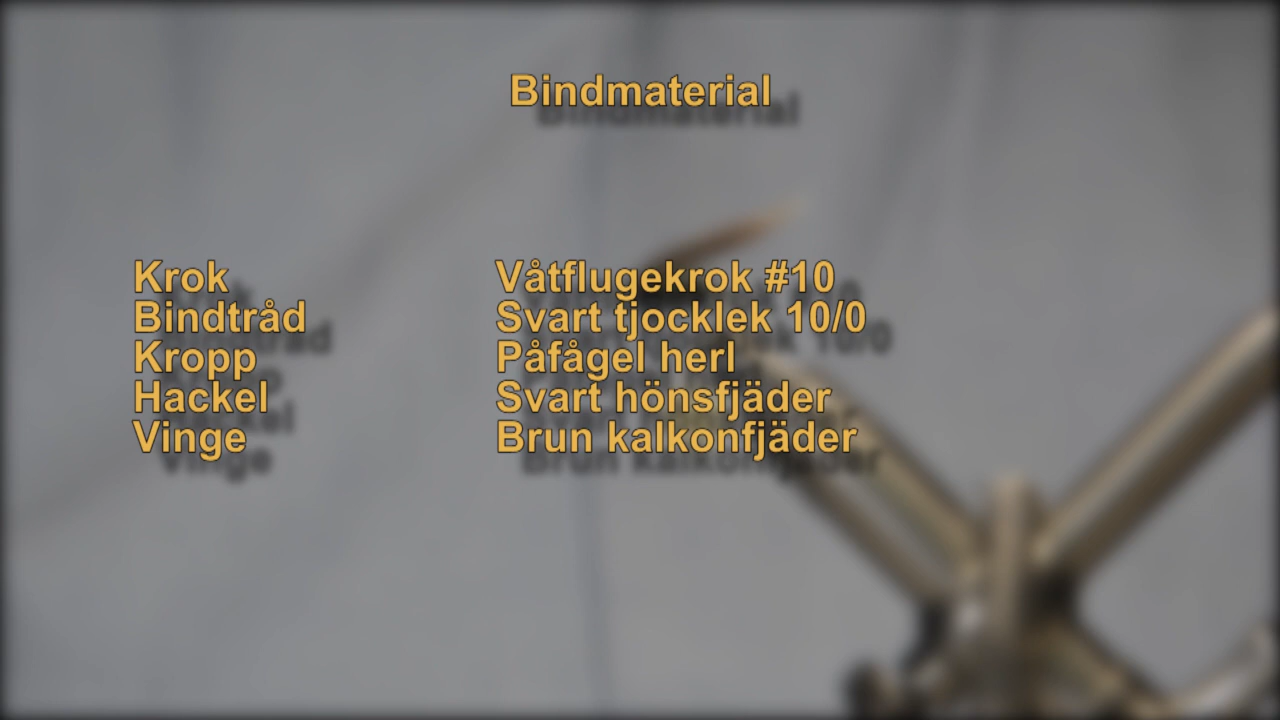 Bindmaterial
Krok Våtflugekrok #10
Bindtråd Svart tjocklek 10/0
Kropp Påfågel herl
Hackel Svart hönsfjäder
Vinge Brun kalkonfjäder